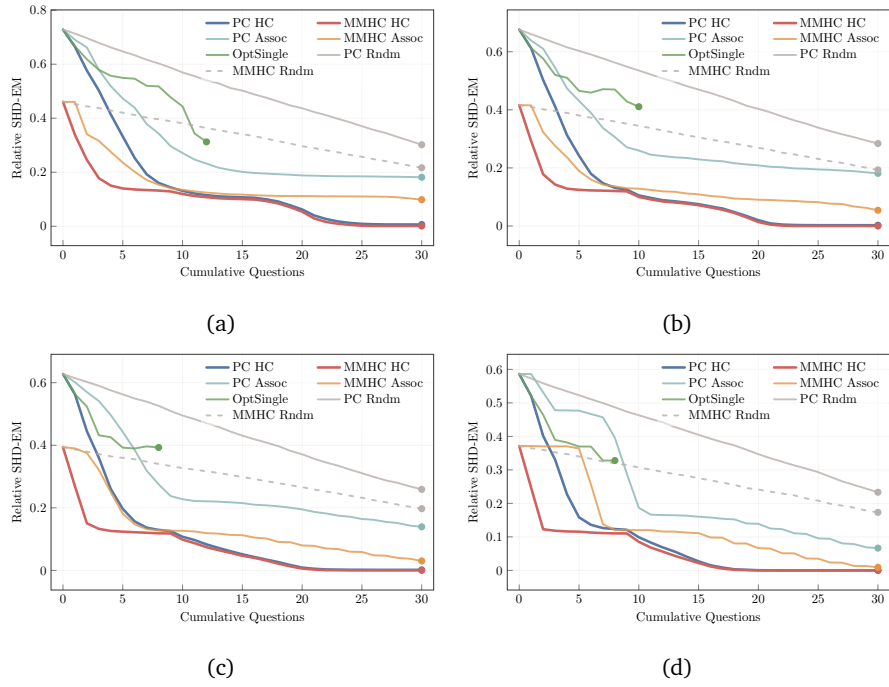 0.8
0.6
0.4
0.2
0
Relative SHD-EM
PC HC
MMHC HC
PC Assoc
MMHC Assoc
OptSingle
PC Rndm
MMHC Rndm
0 5 10 15 20 25 30
Cumulative Questions
(a)
0.6
0.4
0.2
0
Relative SHD-EM
PC HC
MMHC HC
PC Assoc
MMHC Assoc
OptSingle
PC Rndm
MMHC Rndm
0 5 10 15 20 25 30
Cumulative Questions
(b)
0.6
0.4
0.2
0
Relative SHD-EM
PC HC
MMHC HC
PC Assoc
MMHC Assoc
OptSingle
PC Rndm
MMHC Rndm
0 5 10 15 20 25 30
Cumulative Questions
(c)
0.6
0.5
0.4
0.3
0.2
0.1
0
Relative SHD-EM
PC HC
MMHC HC
PC Assoc
MMHC Assoc
OptSingle
PC Rndm
MMHC Rndm
0 5 10 15 20 25 30
Cumulative Questions
(d)